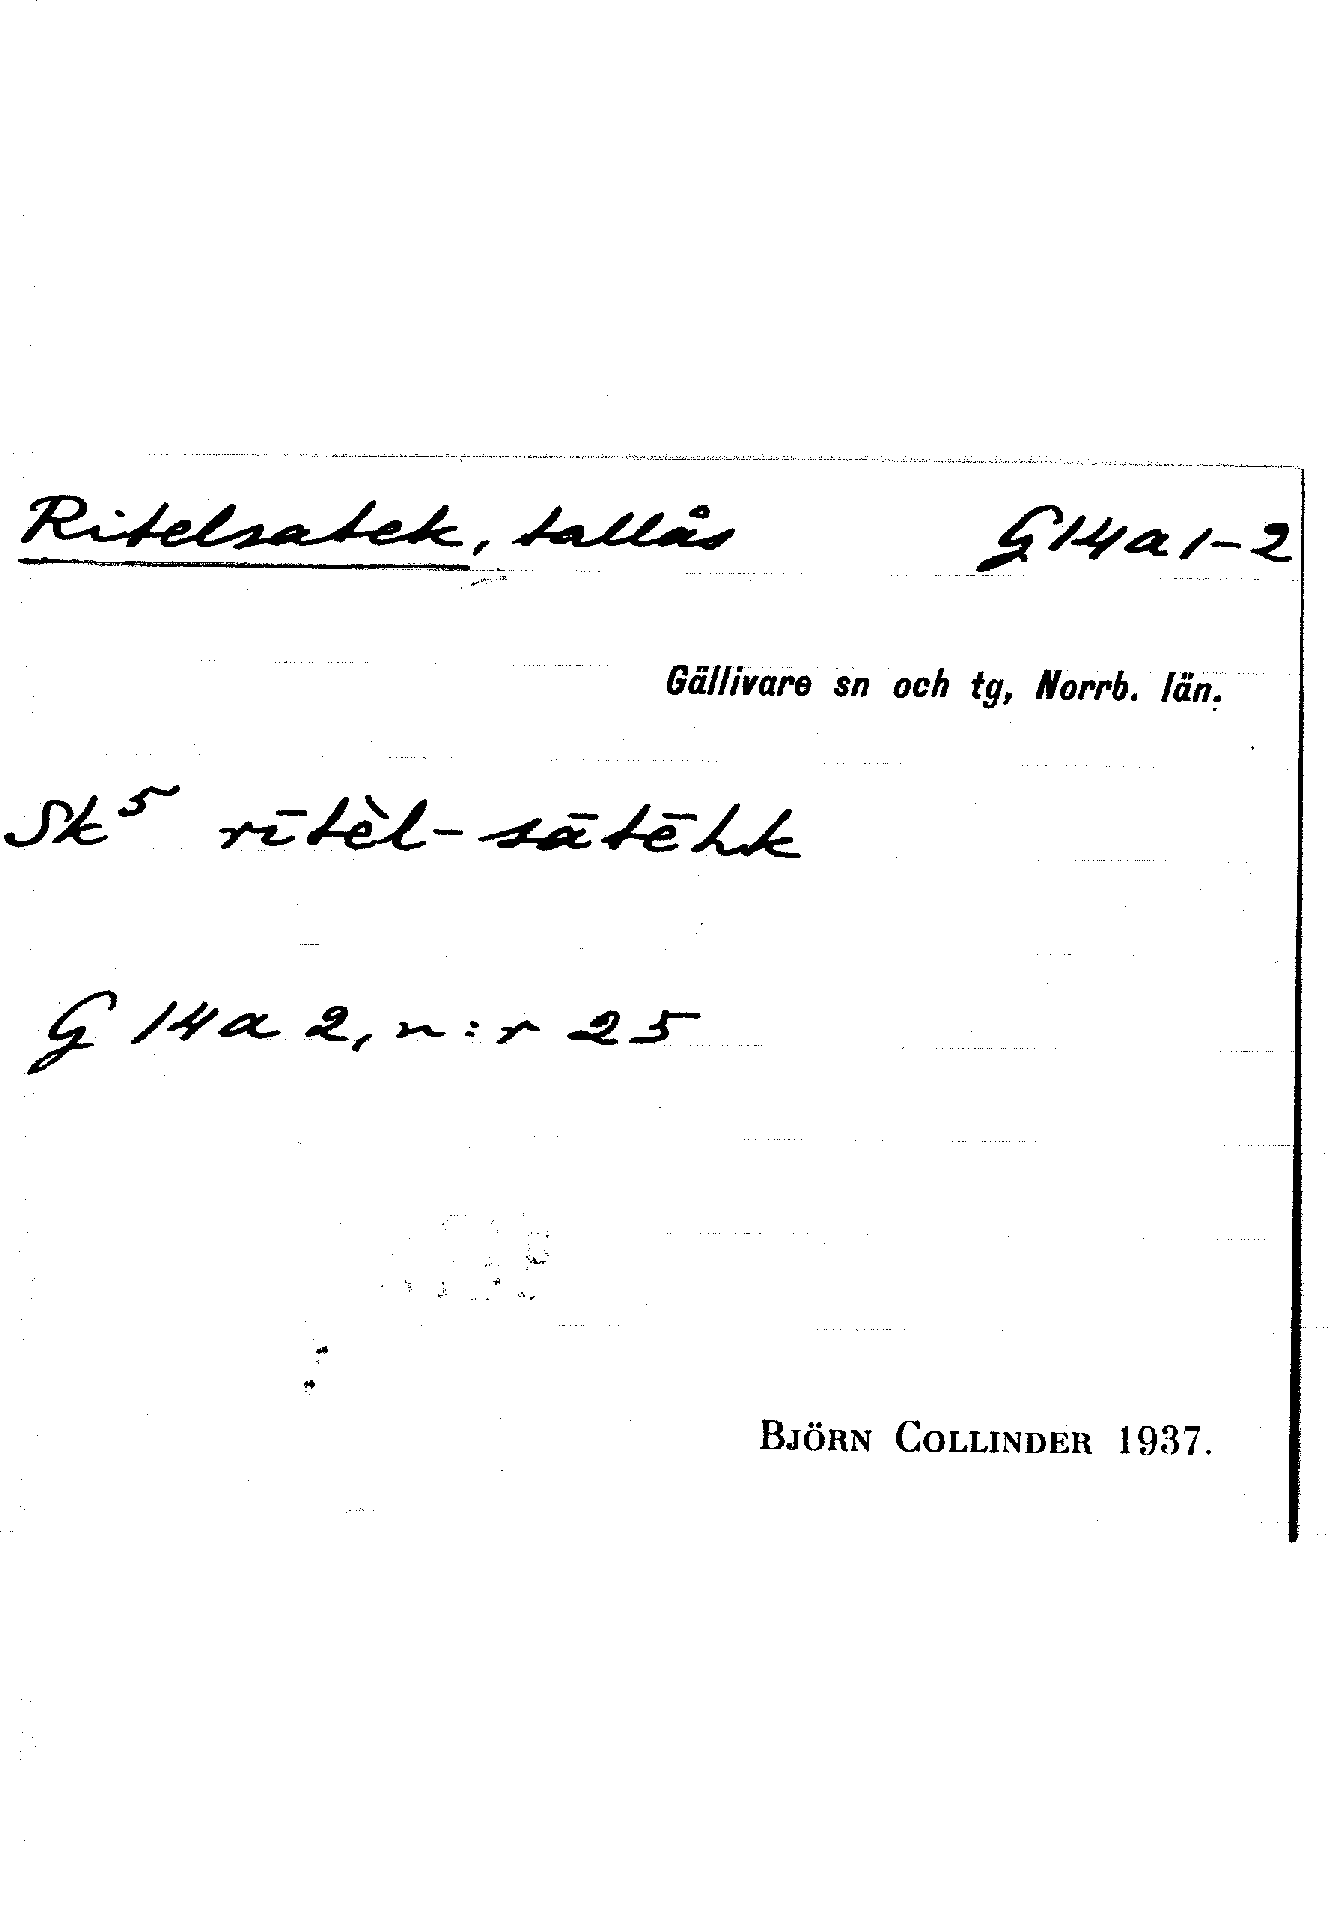 Ritelsatek, tallås G14a1-2
Gällivare sn och tg, Norrb. län.
Sk⁵ rītèl-sātēhk
G 14a 2, n:r 25
BJÖRN COLLINDER 1937.